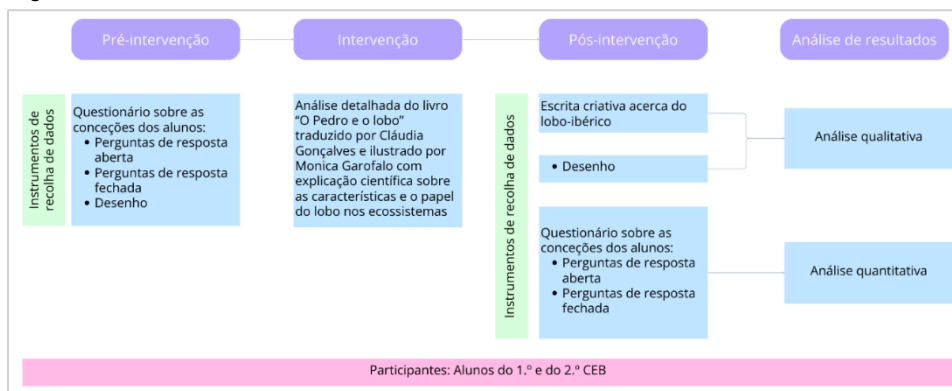 Pré-intervenção
Intervenção
Pós-intervenção
Análise de resultados
Instrumentos de
recolha de dados
Questionário sobre as
conceções dos alunos:
• Perguntas de resposta
aberta
• Perguntas de resposta
fechada
• Desenho
Análise detalhada do livro
“O Pedro e o lobo”
traduzido por Cláudia
Gonçalves e ilustrado por
Monica Garofalo com
explicação científica sobre
as características e o papel
do lobo nos ecossistemas
Instrumentos de recolha de dados
Escrita criativa acerca do
lobo-ibérico
• Desenho
Questionário sobre as
conceções dos alunos:
• Perguntas de resposta
aberta
• Perguntas de resposta
fechada
Análise qualitativa
Análise quantitativa
Participantes: Alunos do 1.º e do 2.º CEB